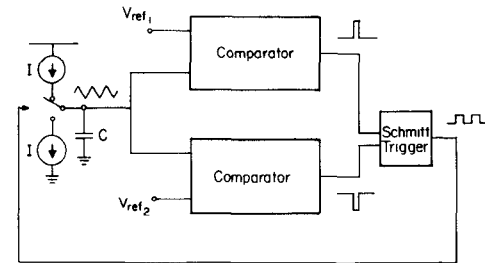 Vref1
I
Comparator
C
Schmitt
Trigger
I
Comparator
Vref2